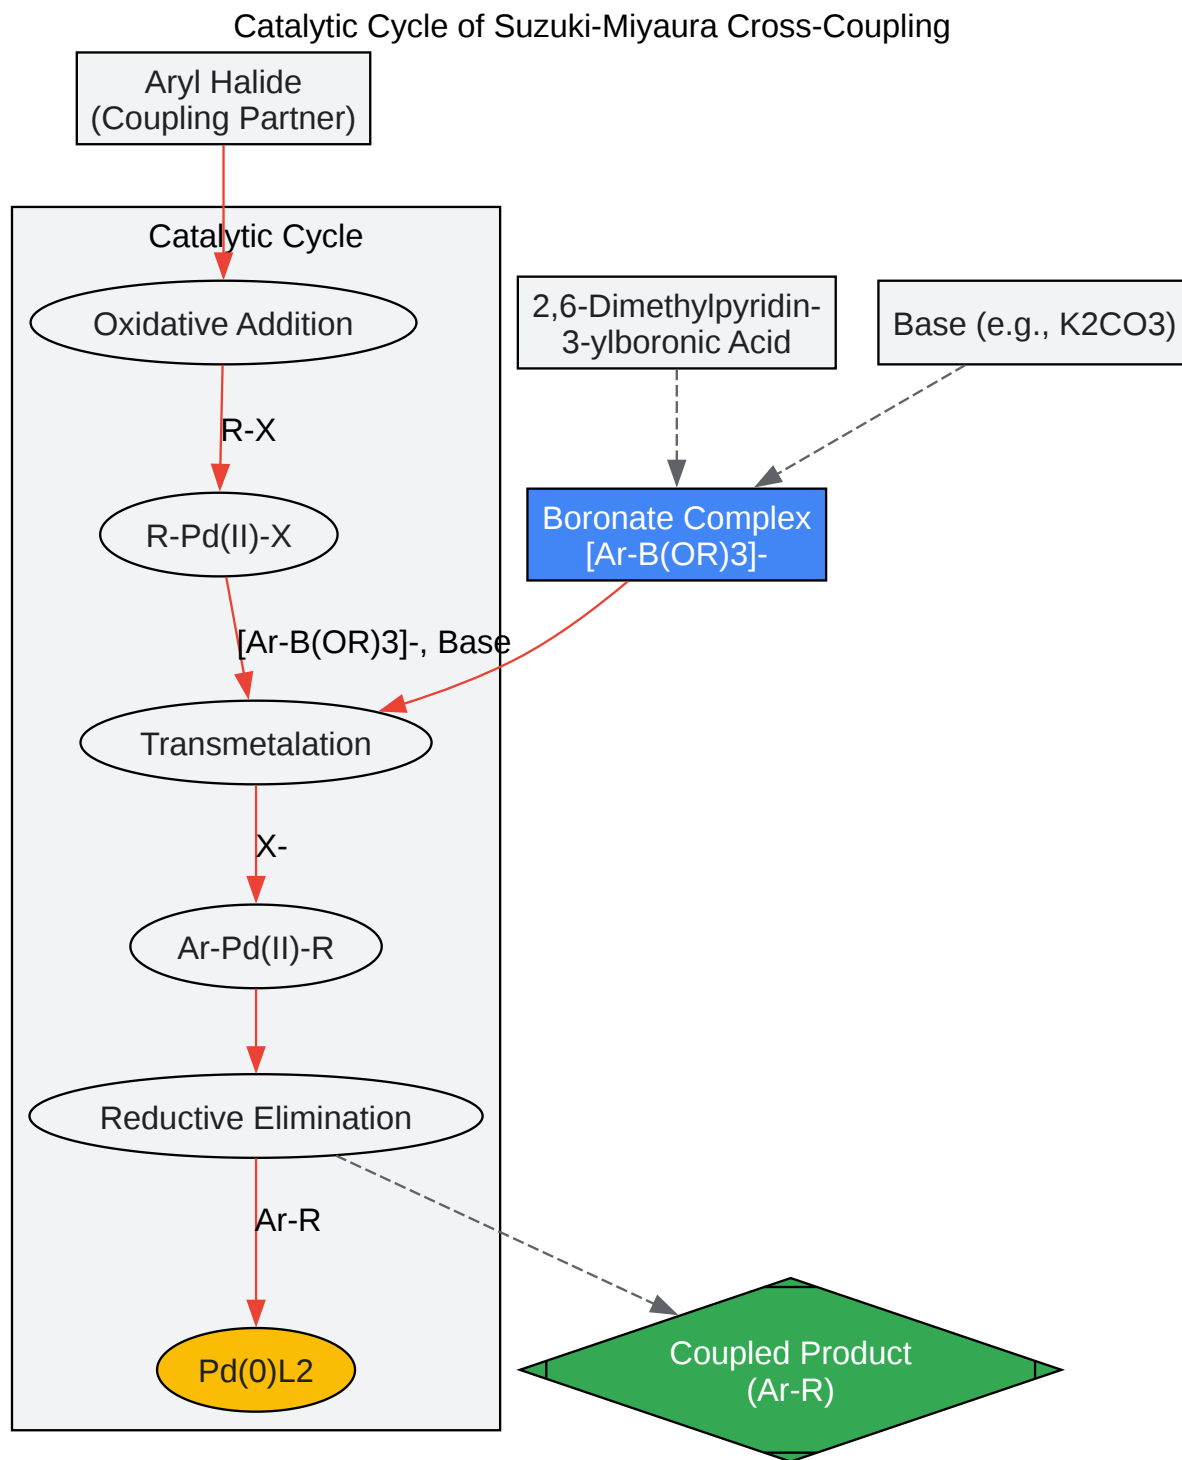 Catalytic Cycle of Suzuki-Miyaura Cross-Coupling
Aryl Halide
(Coupling Partner)
Catalytic Cycle
Oxidative Addition
2,6-Dimethylpyridin-
3-ylboronic Acid
Base (e.g., K2CO3)
R-X
R-Pd(II)-X
Boronate Complex
[Ar-B(OR)3]-
[Ar-B(OR)3]-, Base
Transmetalation
X-
Ar-Pd(II)-R
Reductive Elimination
Ar-R
Pd(0)L2
Coupled Product
(Ar-R)